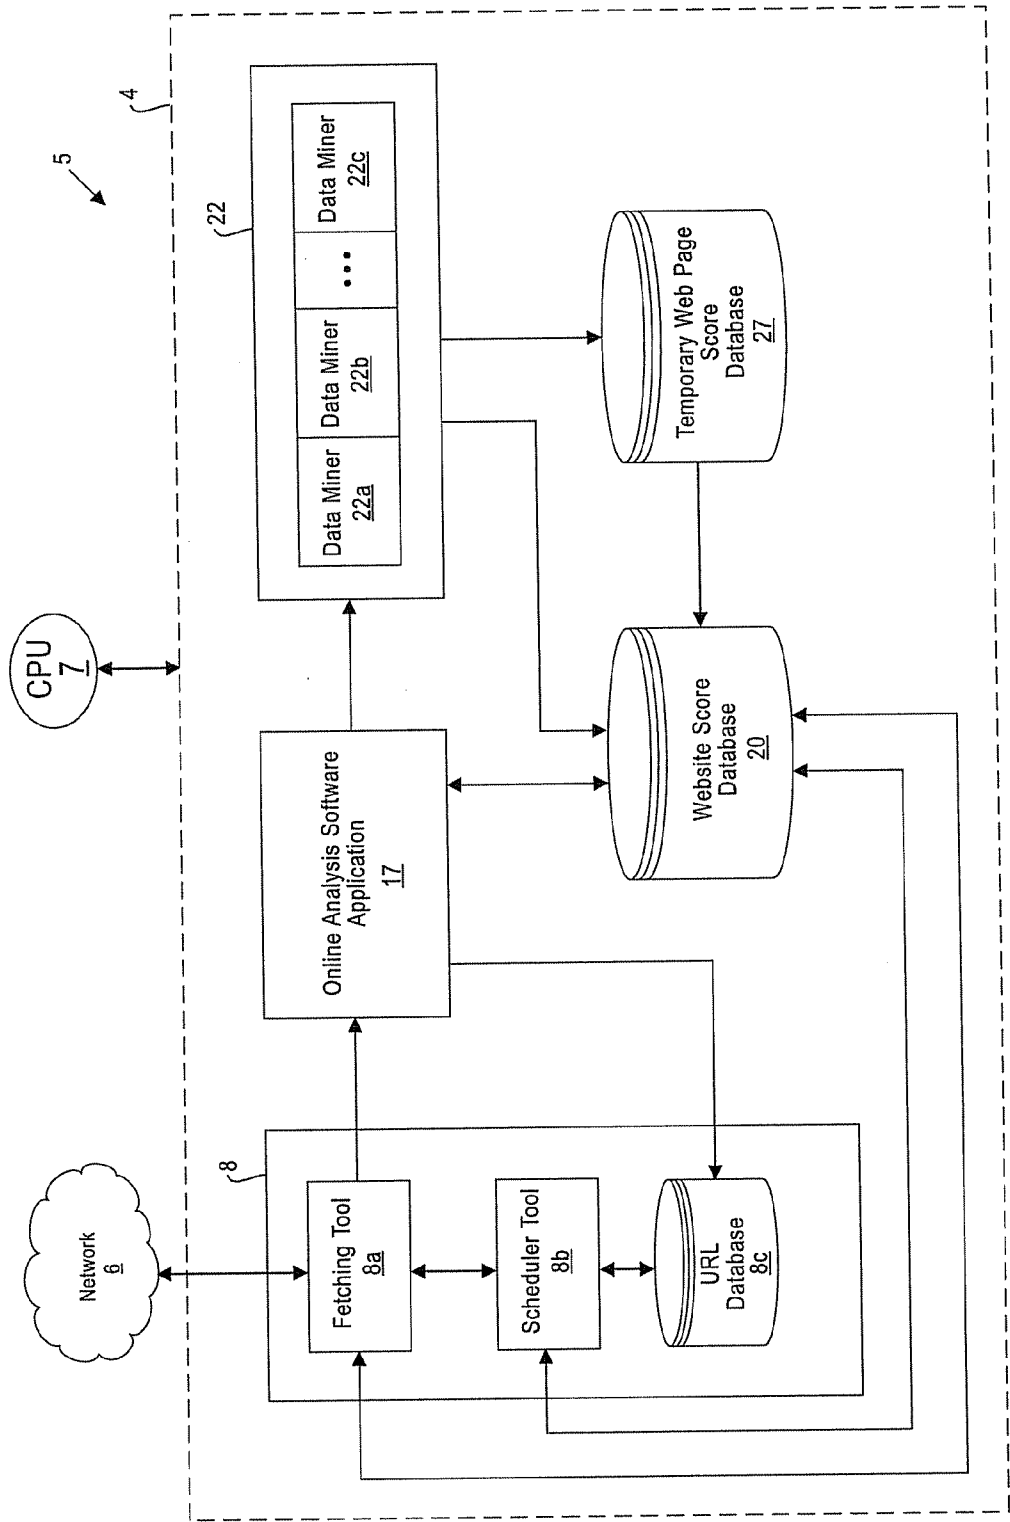 5
4
Network
6
CPU
7
8
Fetching Tool
8a
Scheduler Tool
8b
URL
Database
8c
Online Analysis Software
Application
17
22
Data Miner
22a
Data Miner
22b
...
Data Miner
22c
Website Score
Database
20
Temporary Web Page
Score
Database
27